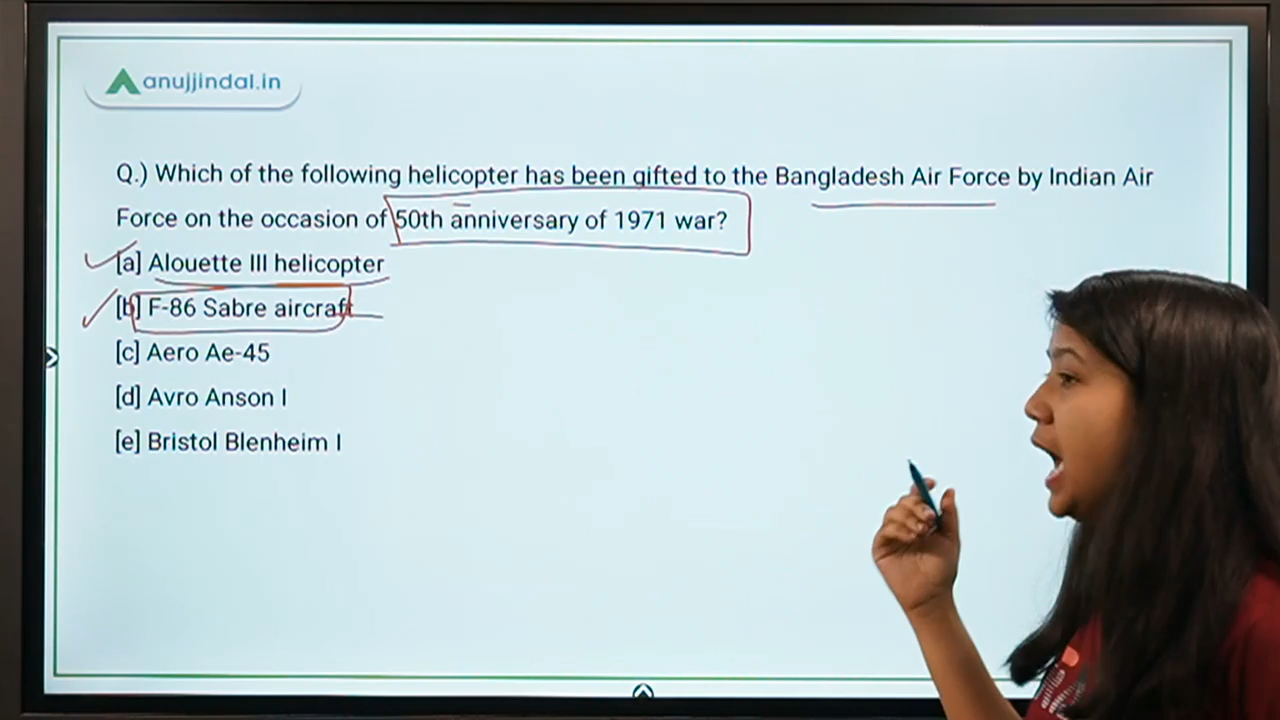 anujjindal.in
Q.) Which of the following helicopter has been gifted to the Bangladesh Air Force by Indian Air
Force on the occasion of 50th anniversary of 1971 war?
[a] Alouette III helicopter
[b] F-86 Sabre aircraft
[c] Aero Ae-45
[d] Avro Anson I
[e] Bristol Blenheim I